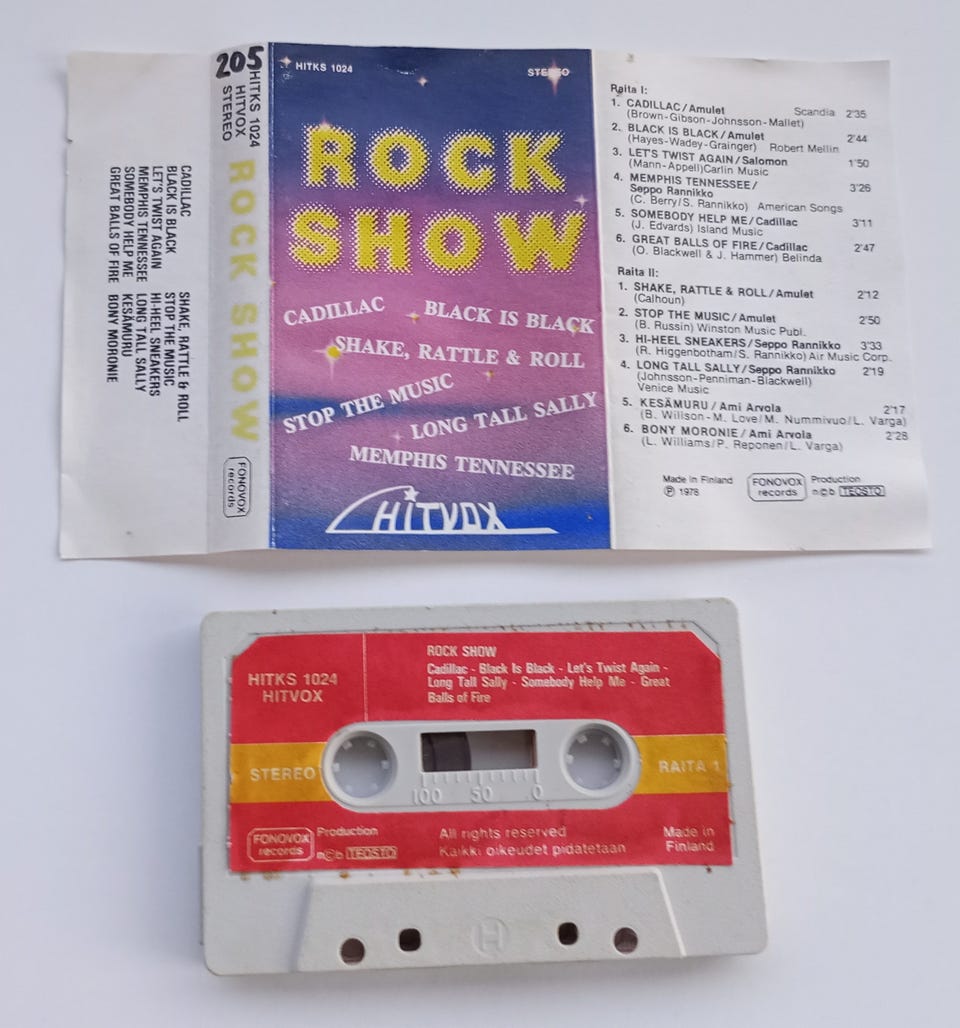 CADILLAC
BLACK IS BLACK
LET'S TWIST AGAIN
MEMPHIS TENNESSEE
SOMEBODY HELP ME
GREAT BALLS OF FIRE
SHAKE, RATTLE & ROLL
STOP THE MUSIC
HI-HEEL SNEAKERS
LONG TALL SALLY
KESÄMURU
BONY MORONIE
205
HITKS 1024
HITVOX
STEREO
ROCK SHOW
FONOVOX
records
HITKS 1024
STEREO
ROCK
SHOW
CADILLAC
BLACK IS BLACK
SHAKE, RATTLE & ROLL
STOP THE MUSIC
LONG TALL SALLY
MEMPHIS TENNESSEE
HITVOX
Raita I:
1. CADILLAC/Amulet Scandia 2'35
(Brown-Gibson-Johnsson-Mallet)
2. BLACK IS BLACK/Amulet 2'44
(Hayes-Wadey-Grainger) Robert Mellin
3. LET'S TWIST AGAIN/Salomon 1'50
(Mann-Appell)Carlin Music
4. MEMPHIS TENNESSEE/
Seppo Rannikko 3'26
(C. Berry/S. Rannikko) American Songs
5. SOMEBODY HELP ME/Cadillac 3'11
(J. Edvards) Island Music
6. GREAT BALLS OF FIRE/Cadillac 2'47
(O. Blackwell & J. Hammer) Belinda
Raita II:
1. SHAKE, RATTLE & ROLL/Amulet 2'12
(Calhoun)
2. STOP THE MUSIC/Amulet 2'50
(B. Russin) Winston Music Publ.
3. HI-HEEL SNEAKERS/Seppo Rannikko 3'33
(R. Higgenbotham/S. Rannikko) Air Music Corp.
4. LONG TALL SALLY/Seppo Rannikko 2'19
(Johnsson-Penniman-Blackwell)
Venice Music
5. KESÄMURU/Ami Arvola 2'17
(B. Willson-M. Love/M. Nummivuo/L. Varga)
6. BONY MORONIE/Ami Arvola 2'28
(L. Williams/P. Reponen/L. Varga)
Made in Finland
℗ 1978
FONOVOX
records
Production
n©b TEOSTO
HITKS 1024
HITVOX
ROCK SHOW
Cadillac - Black Is Black - Let's Twist Again -
Long Tall Sally - Somebody Help Me - Great
Balls of Fire
STEREO
RAITA 1
100 50 0
FONOVOX
records
Production
n©b TEOSTO
All rights reserved
Kaikki oikeudet pidätetään
Made in
Finland
H